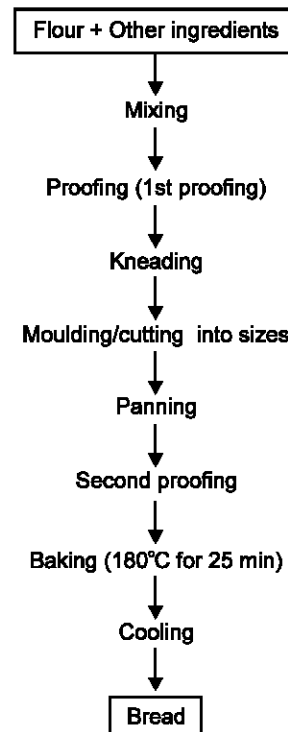 Flour + Other ingredients
Mixing
Proofing (1st proofing)
Kneading
Moulding/cutting into sizes
Panning
Second proofing
Baking (180°C for 25 min)
Cooling
Bread